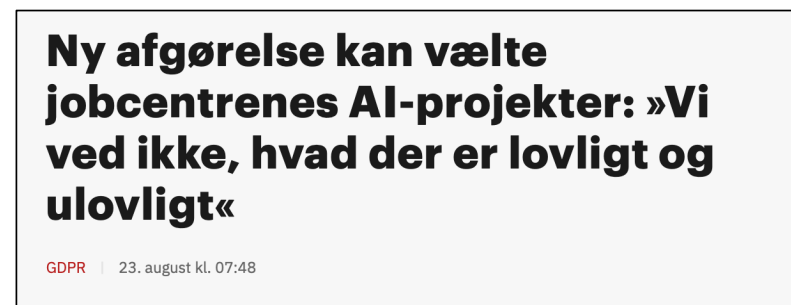 Ny afgørelse kan vælte
jobcentrenes AI-projekter: »Vi
ved ikke, hvad der er lovligt og
ulovligt«
GDPR | 23. august kl. 07:48